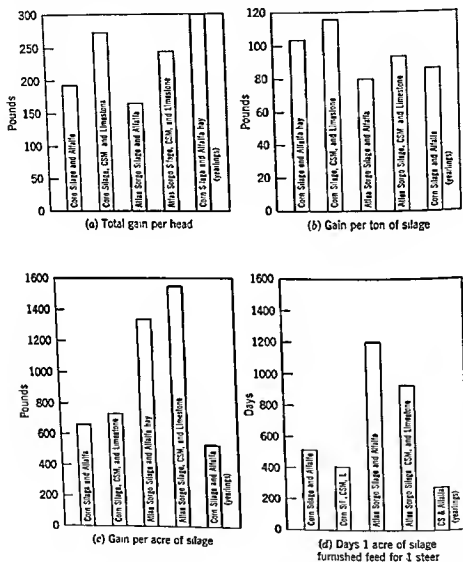 300
250
200
150
100
50
0
Pounds
Corn Silage and Alfalfa
Corn Silage, CSM and Limestone
Atlas Sorgo Silage and Alfalfa
Atlas Sorgo Silage, CSM, and Limestone
Corn Silage and Alfalfa hay
(yearlings)
(a) Total gain per head
120
100
80
60
40
20
0
Pounds
Corn Silage and Alfalfa hay
Corn Silage, CSM, and Limestone
Atlas Sorgo Silage and Alfalfa
Atlas Sorgo Silage, CSM, and Limestone
Corn Silage and Alfalfa
(yearlings)
(b) Gain per ton of silage
1600
1400
1200
1000
800
600
400
200
0
Pounds
Corn Silage and Alfalfa
Corn Silage, CSM, and Limestone
Atlas Sorgo Silage and Alfalfa hay
Atlas Sorgo Silage, CSM, and Limestone
Corn Silage and Alfalfa
(yearlings)
(c) Gain per acre of silage
1600
1400
1200
1000
800
600
400
200
0
Days
Corn Silage and Alfalfa
Corn Sil, CSM, L
Atlas Sorgo Silage and Alfalfa
Atlas Sorgo Silage, CSM, and Limestone
CS & Alfalfa
(yearlings)
(d) Days 1 acre of silage
furnished feed for 1 steer